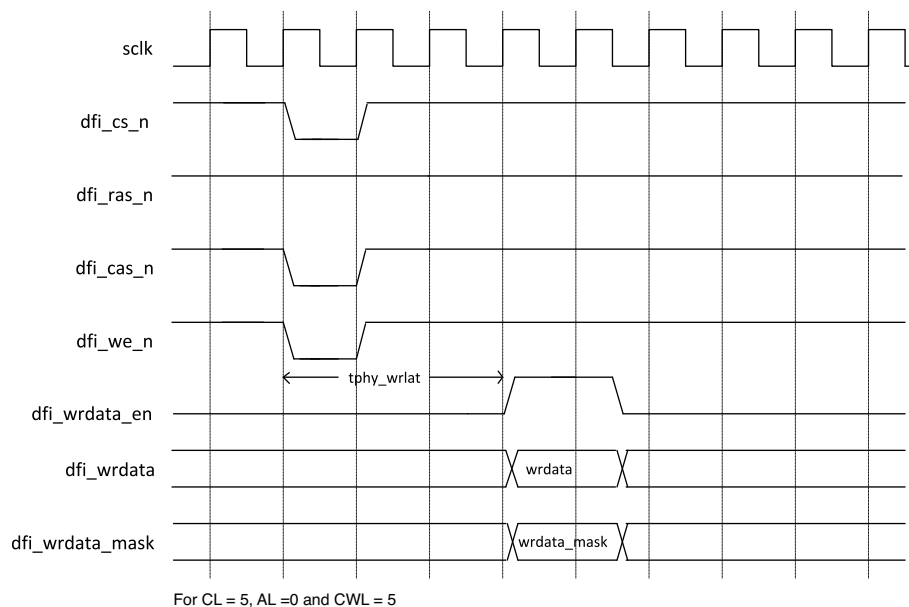 sclk
dfi_cs_n
dfi_ras_n
dfi_cas_n
dfi_we_n
tphy_wrlat
dfi_wrdata_en
dfi_wrdata wrdata
dfi_wrdata_mask wrdata_mask
For CL = 5, AL =0 and CWL = 5